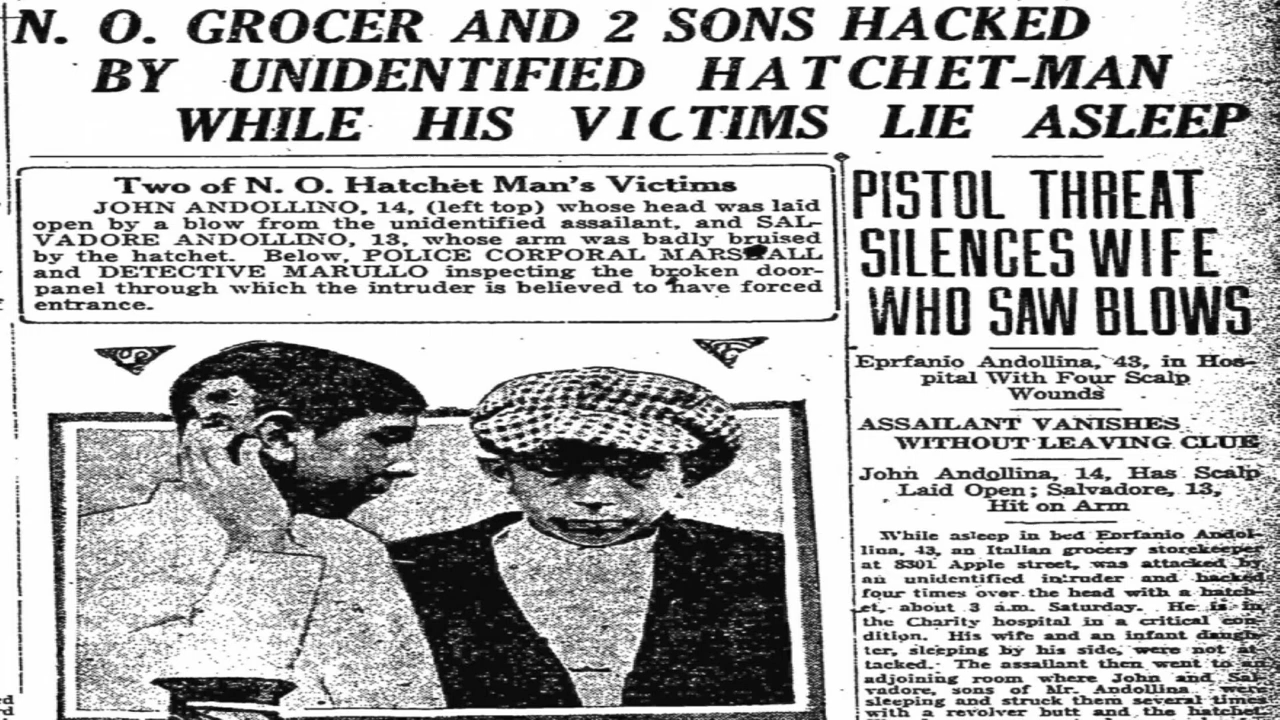 N. O. GROCER AND 2 SONS HACKED
BY UNIDENTIFIED HATCHET-MAN
WHILE HIS VICTIMS LIE ASLEEP
Two of N. O. Hatchet Man's Victims
JOHN ANDOLLINO, 14, (left top) whose head was laid
open by a blow from the unidentified assailant, and SAL-
VADORE ANDOLLINO, 13, whose arm was badly bruised
by the hatchet. Below, POLICE CORPORAL MARSHALL
and DETECTIVE MARULLO inspecting the broken door-
panel through which the intruder is believed to have forced
entrance.
PISTOL THREAT
SILENCES WIFE
WHO SAW BLOWS
Eprfanio Andollina, 43, in Hos-
pital With Four Scalp
Wounds
ASSAILANT VANISHES
WITHOUT LEAVING CLUE
John Andollina, 14, Has Scalp
Laid Open; Salvadore, 13,
Hit on Arm
While asleep in bed Eprfanio Andol-
lina, 43, an Italian grocery storekeeper
at 8301 Apple street, was attacked by
an unidentified intruder and hacked
four times over the head with a hatch-
et, about 3 a.m. Saturday. He is in
the Charity hospital in a critical con-
dition. His wife and an infant daugh-
ter, sleeping by his side, were not at-
tacked. The assailant then went to an
adjoining room where John and Sal-
vadore, sons of Mr. Andollina were
sleeping and struck them several times
with a revolver butt and the hatchet